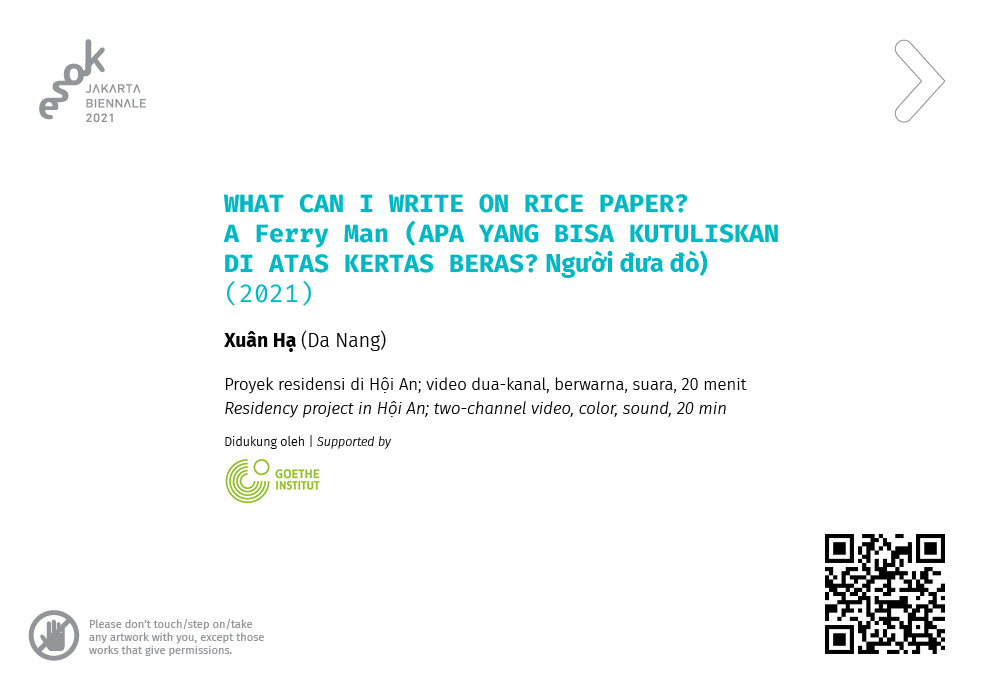 esok
JAKARTA
BIENNALE
2021
WHAT CAN I WRITE ON RICE PAPER?
A Ferry Man (APA YANG BISA KUTULISKAN
DI ATAS KERTAS BERAS? Người đưa đò)
(2021)
Xuân Hạ (Da Nang)
Proyek residensi di Hội An; video dua-kanal, berwarna, suara, 20 menit
Residency project in Hội An; two-channel video, color, sound, 20 min
Didukung oleh | Supported by
GOETHE
INSTITUT
Please don't touch/step on/take
any artwork with you, except those
works that give permissions.